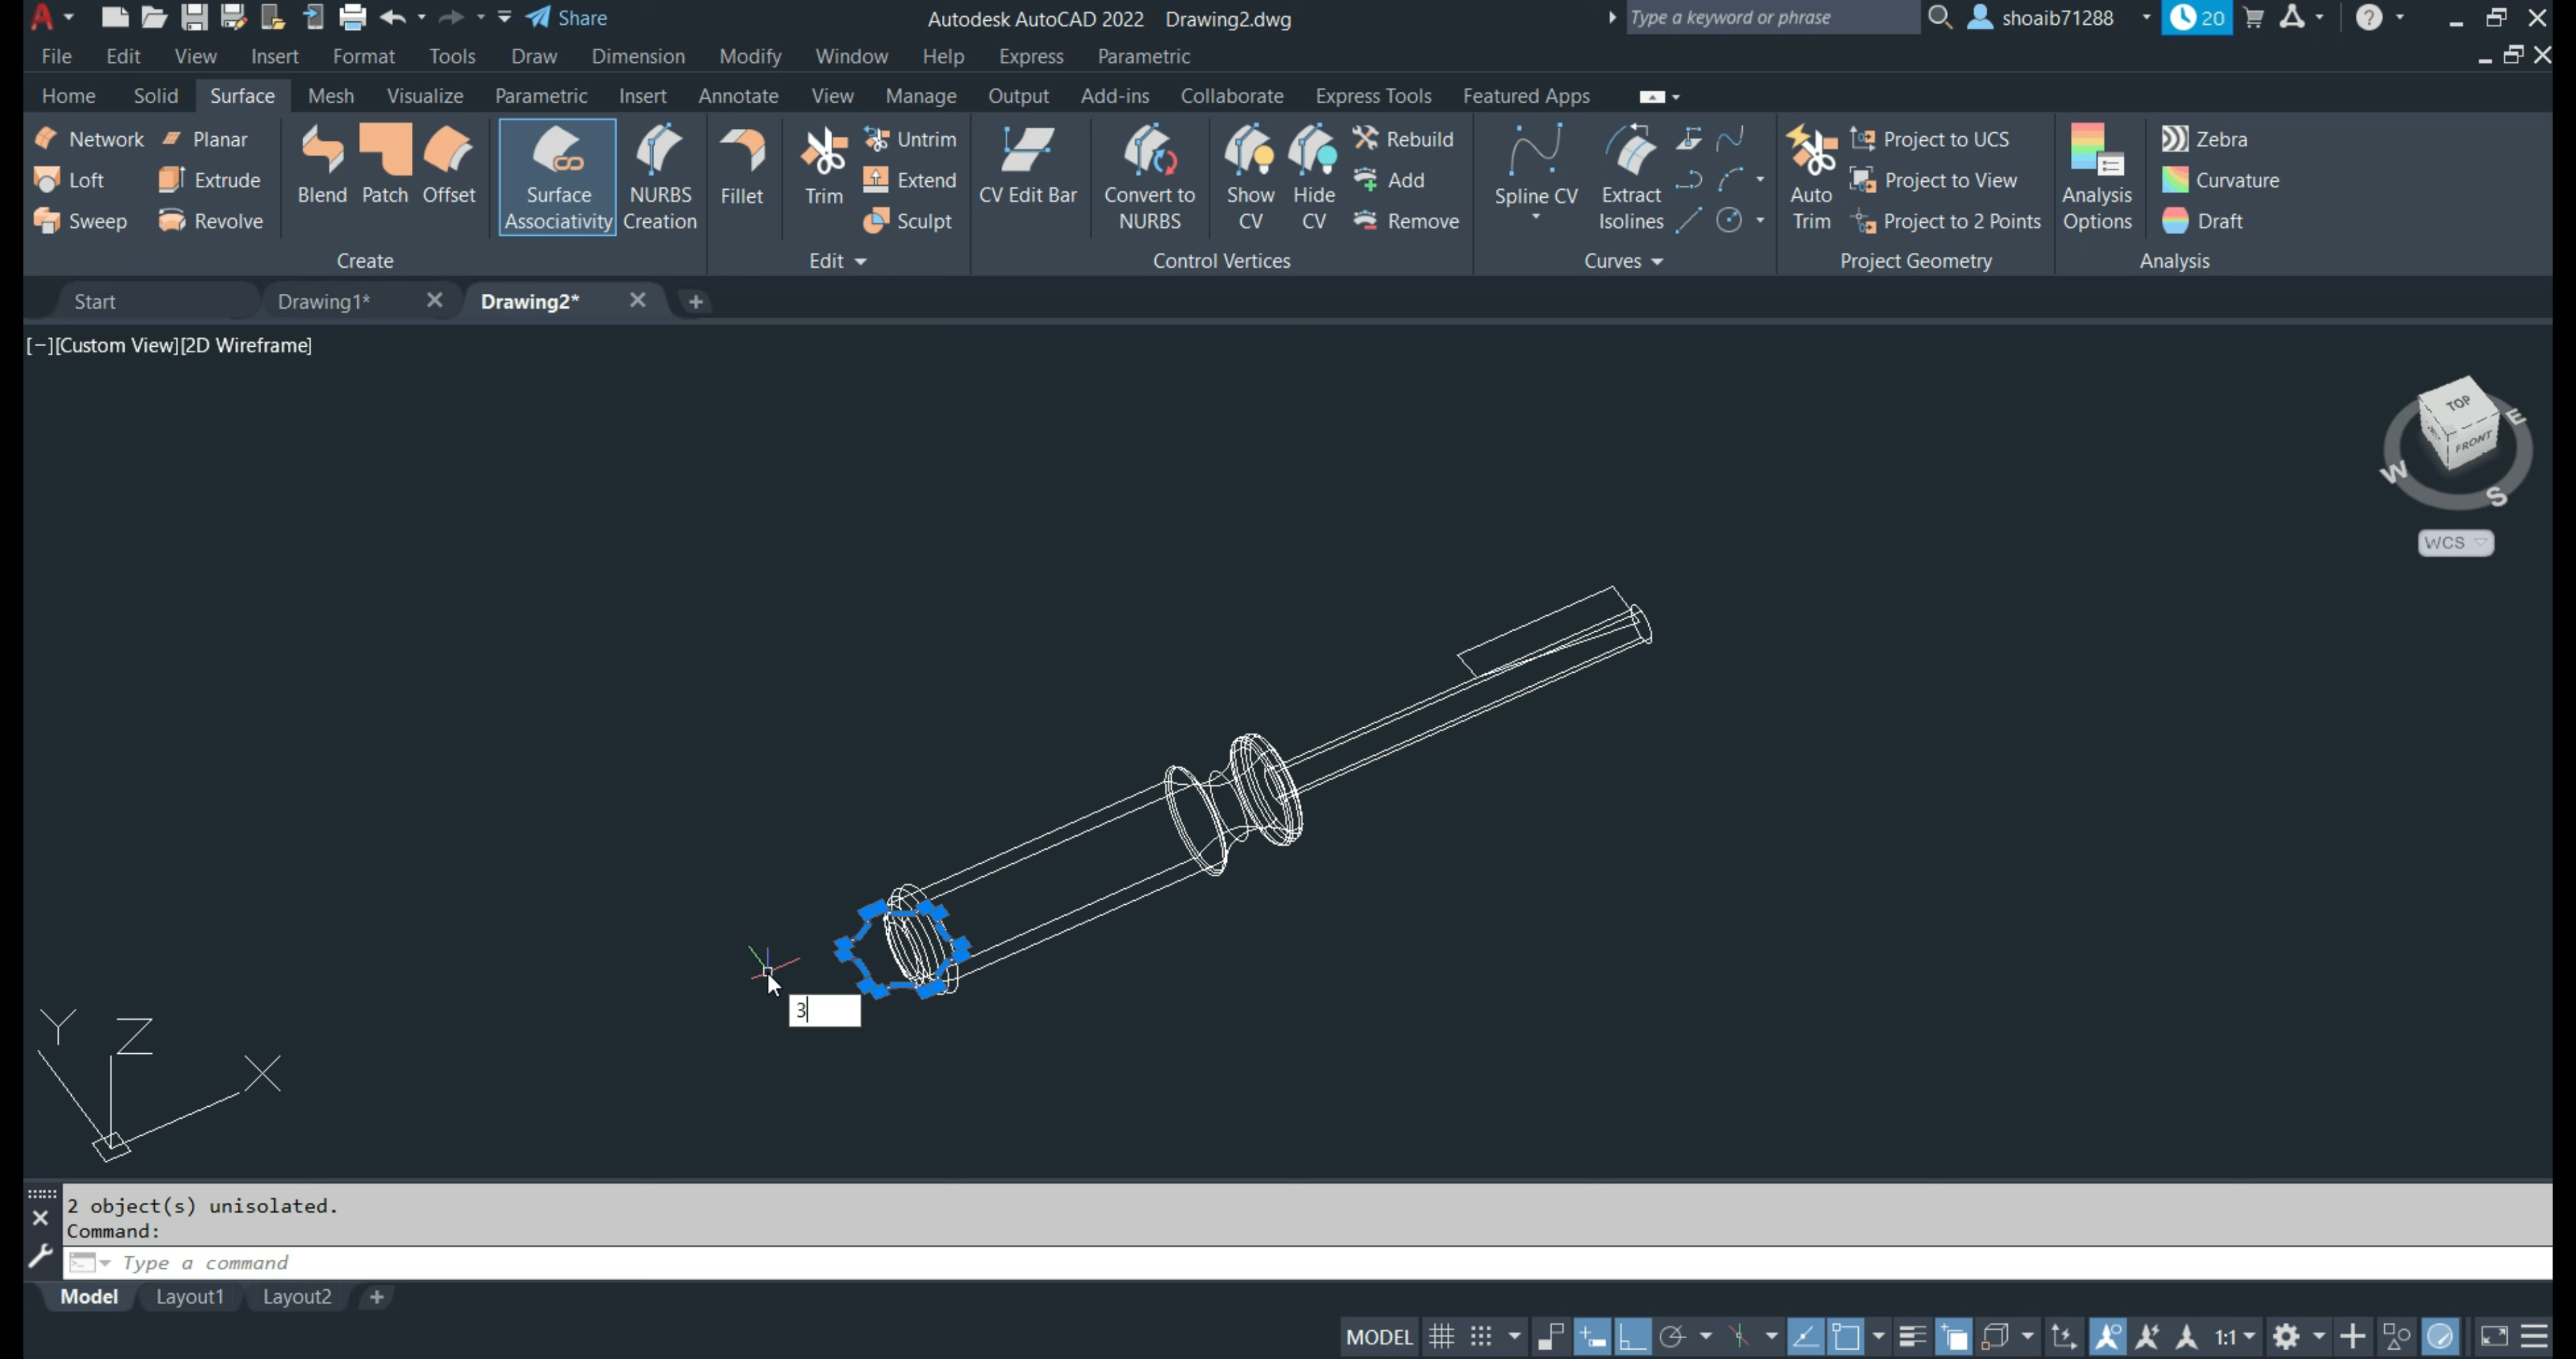 Share
Autodesk AutoCAD 2022 Drawing2.dwg
Type a keyword or phrase
shoaib71288
20
File Edit View Insert Format Tools Draw Dimension Modify Window Help Express Parametric
Home Solid Surface Mesh Visualize Parametric Insert Annotate View Manage Output Add-ins Collaborate Express Tools Featured Apps
Network Planar
Loft Extrude
Sweep Revolve
Blend Patch Offset
Surface
Associativity
NURBS
Creation
Create
Fillet
Trim
Untrim
Extend
Sculpt
Edit
CV Edit Bar
Convert to
NURBS
Show
CV
Hide
CV
Rebuild
Add
Remove
Control Vertices
Spline CV
Extract
Isolines
Curves
Auto
Trim
Project to UCS
Project to View
Project to 2 Points
Project Geometry
Analysis
Options
Zebra
Curvature
Draft
Analysis
Start Drawing1* Drawing2*
[−][Custom View][2D Wireframe]
TOP
FRONT
E
W
S
WCS
3
Y Z X
2 object(s) unisolated.
Command:
Type a command
Model Layout1 Layout2
MODEL 1:1